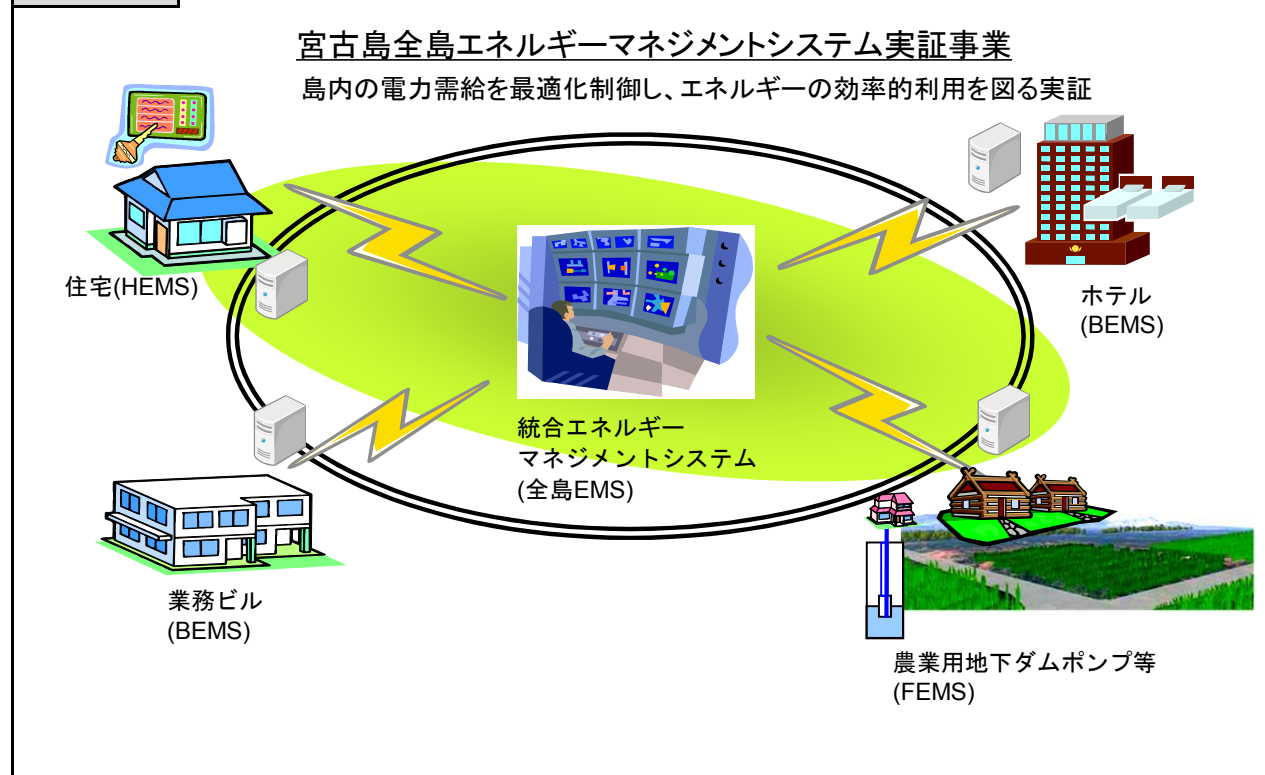 宮古島全島エネルギーマネジメントシステム実証事業
島内の電力需給を最適化制御し、エネルギーの効率的利用を図る実証
住宅(HEMS)
ホテル
(BEMS)
統合エネルギー
マネジメントシステム
(全島EMS)
業務ビル
(BEMS)
農業用地下ダムポンプ等
(FEMS)